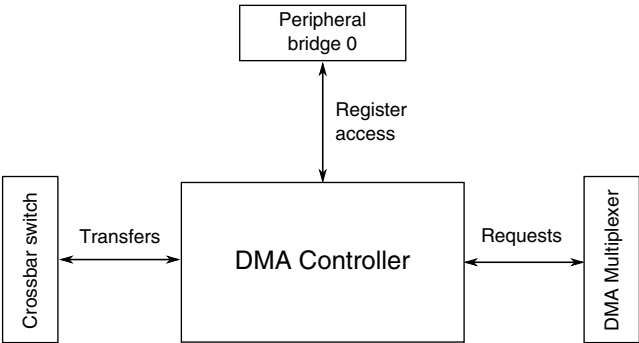 Peripheral
bridge 0
Register
access
Crossbar switch
Transfers
DMA Controller
Requests
DMA Multiplexer